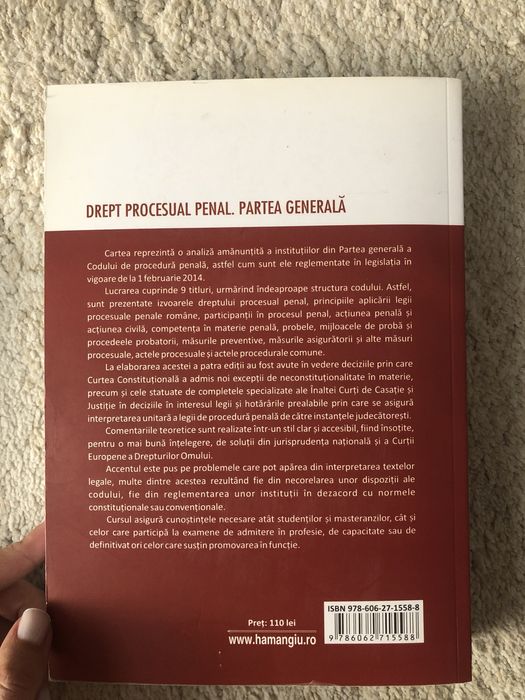 DREPT PROCESUAL PENAL. PARTEA GENERALĂ
Cartea reprezintă o analiză amănunțită a instituțiilor din Partea generală a
Codului de procedură penală, astfel cum sunt ele reglementate în legislația în
vigoare de la 1 februarie 2014.
Lucrarea cuprinde 9 titluri, urmărind îndeaproape structura codului. Astfel,
sunt prezentate izvoarele dreptului procesual penal, principiile aplicării legii
procesuale penale române, participanții în procesul penal, acțiunea penală și
acțiunea civilă, competența în materie penală, probele, mijloacele de probă și
procedeele probatorii, măsurile preventive, măsurile asigurătorii și alte măsuri
procesuale, actele procesuale și actele procedurale comune.
La elaborarea acestei a patra ediții au fost avute în vedere deciziile prin care
Curtea Constituțională a admis noi excepții de neconstituționalitate în materie,
precum și cele statuate de completele specializate ale Înaltei Curți de Casație și
Justiție în deciziile în interesul legii și hotărârile prealabile prin care se asigură
interpretarea unitară a legii de procedură penală de către instanțele judecătorești.
Comentariile teoretice sunt realizate într-un stil clar și accesibil, fiind însoțite,
pentru o mai bună înțelegere, de soluții din jurisprudența națională și a Curții
Europene a Drepturilor Omului.
Accentul este pus pe problemele care pot apărea din interpretarea textelor
legale, multe dintre acestea rezultând fie din necorelarea unor dispoziții ale
codului, fie din reglementarea unor instituții în dezacord cu normele
constituționale sau convenționale.
Cursul asigură cunoștințele necesare atât studenților și masteranzilor, cât și
celor care participă la examene de admitere în profesie, de capacitate sau de
definitivat ori celor care susțin promovarea în funcție.
ISBN 978-606-27-1558-8
Preț: 110 lei
www.hamangiu.ro
9 786062 715588